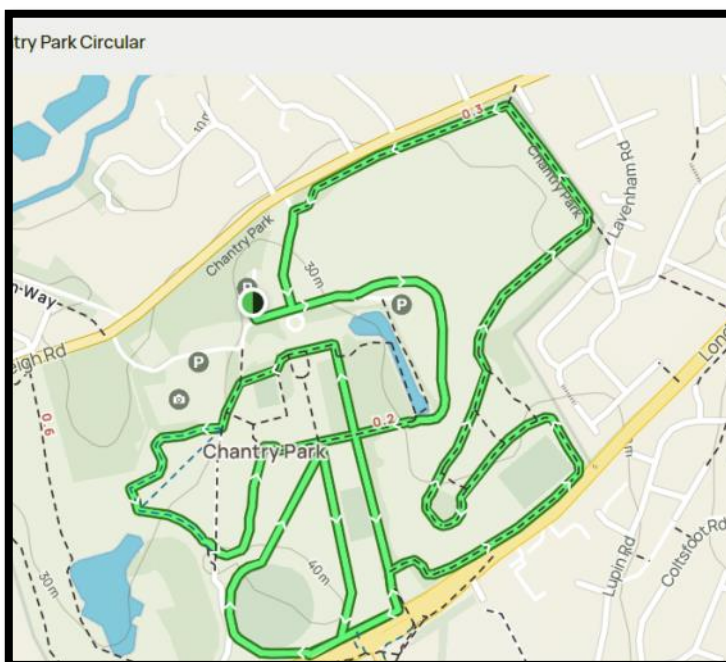 try Park Circular
10m
0.3
Chantry Park
Lavenham Rd
Chantry Park
30m
P
P
n-Way
P
eigh Rd
Lon
0.6
0.2
Chantry Park
m
Lupin Rd
Coltsfoot Rd
40m
30m